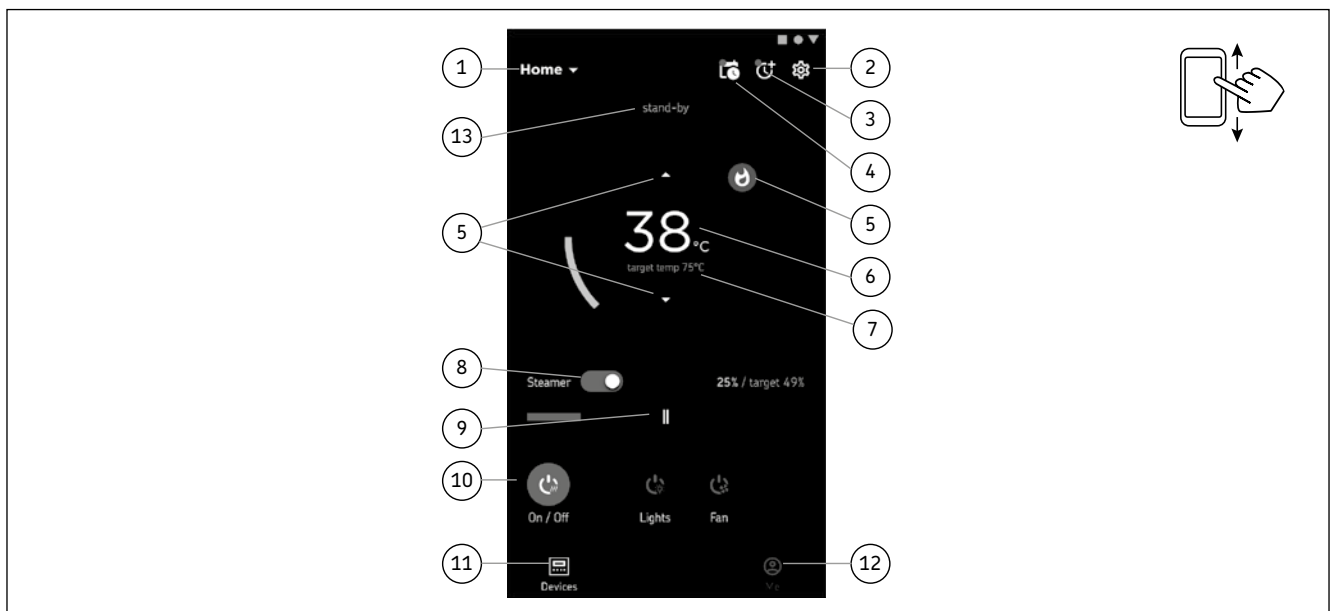 1
Home
2
stand-by
3
13
4
5
5
38 °C
target temp 75°C
6
7
8
Steamer
25% / target 49%
9
10
On / Off
Lights
Fan
11
12
Devices
Me